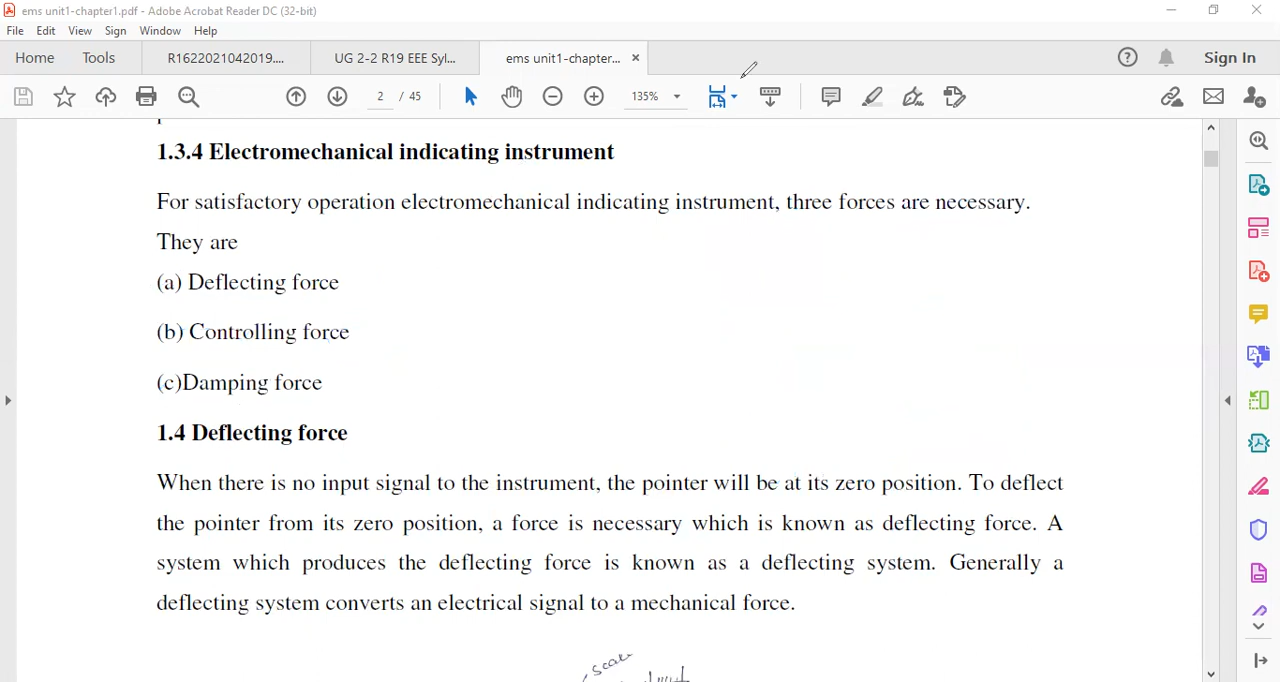 ems unit1-chapter1.pdf - Adobe Acrobat Reader DC (32-bit)
File Edit View Sign Window Help
Home Tools R1622021042019.... UG 2-2 R19 EEE Syl... ems unit1-chapter... × Sign In
2 / 45 135%
1.3.4 Electromechanical indicating instrument
For satisfactory operation electromechanical indicating instrument, three forces are necessary.
They are
(a) Deflecting force
(b) Controlling force
(c)Damping force
1.4 Deflecting force
When there is no input signal to the instrument, the pointer will be at its zero position. To deflect
the pointer from its zero position, a force is necessary which is known as deflecting force. A
system which produces the deflecting force is known as a deflecting system. Generally a
deflecting system converts an electrical signal to a mechanical force.